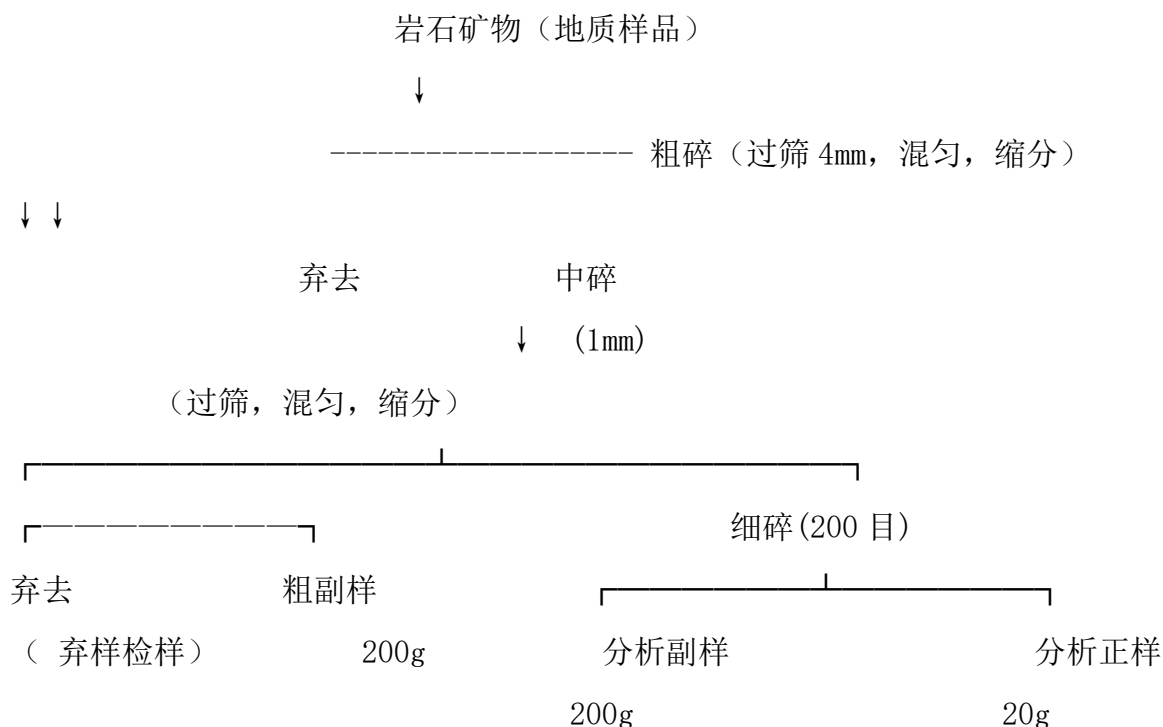 岩石矿物（地质样品）
↓
------------------- 粗碎（过筛 4mm，混匀，缩分）
↓ ↓
弃去 中碎
↓ (1mm)
（过筛，混匀，缩分）
细碎(200 目)
弃去 粗副样
（ 弃样检样） 200g 分析副样 分析正样
200g 20g